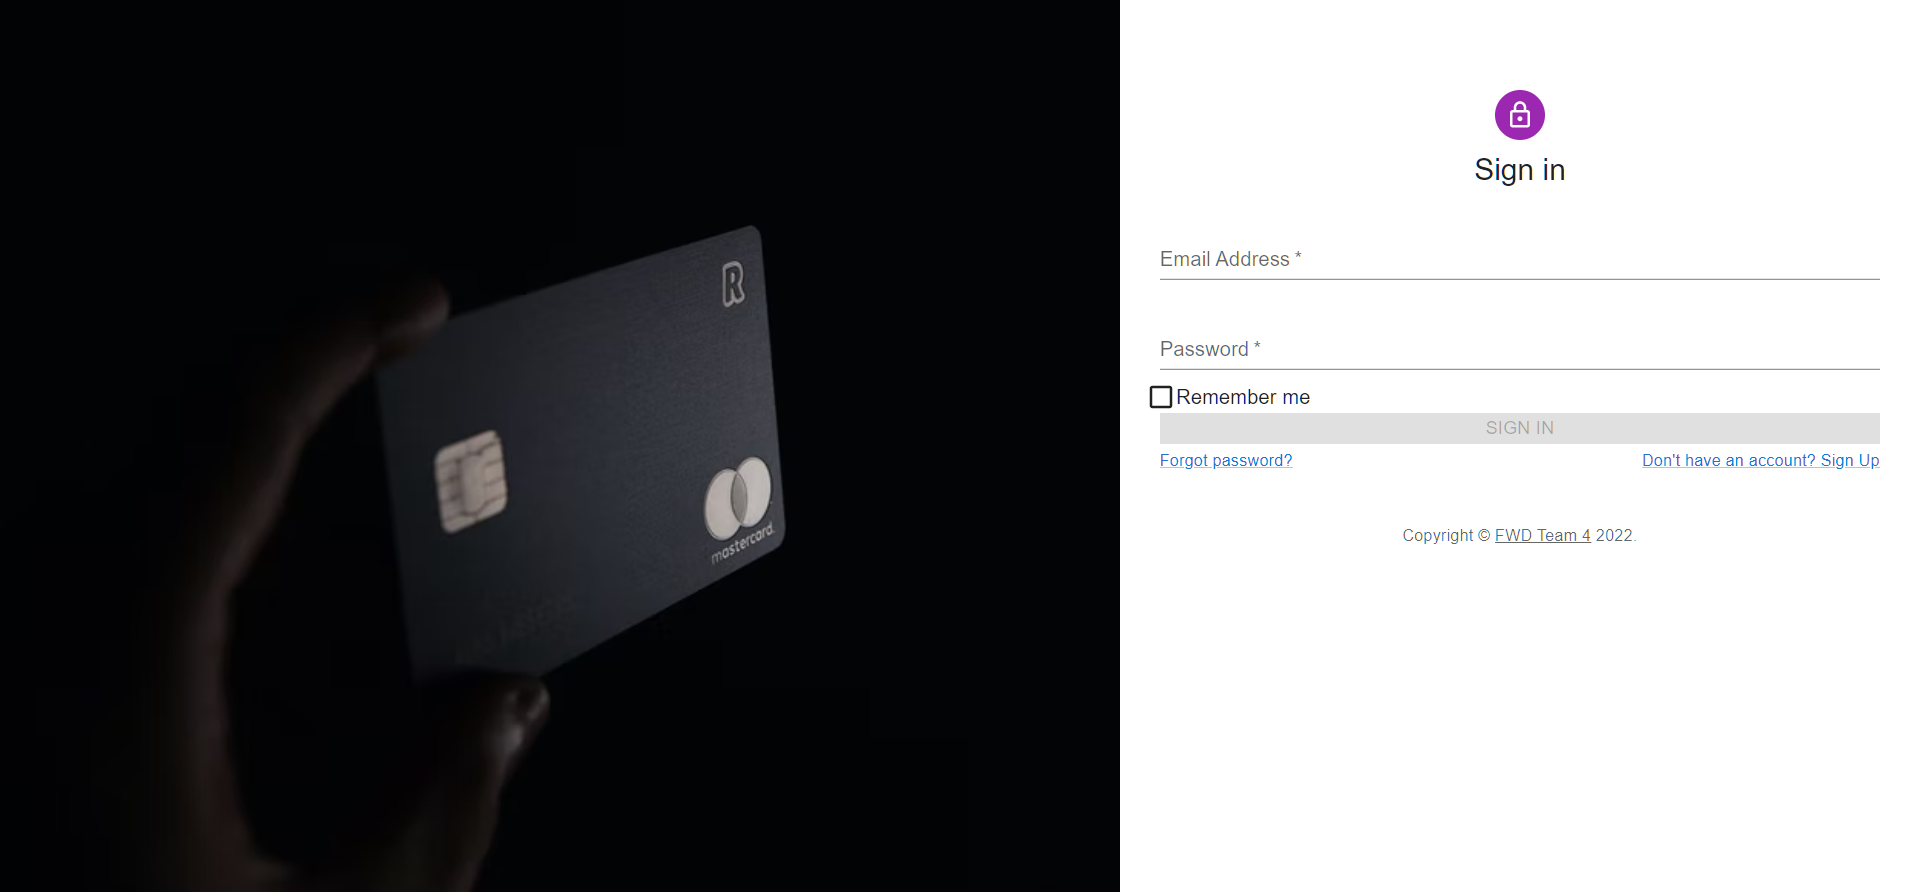 R
mastercard.
Sign in
Email Address *
Password *
Remember me
SIGN IN
Forgot password?
Don't have an account? Sign Up
Copyright © FWD Team 4 2022.